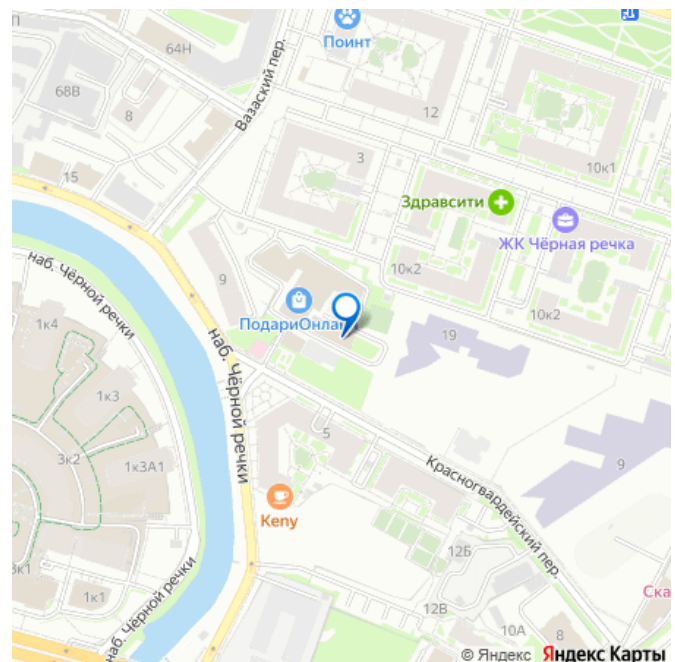 П
64Н
Поинт
68В
8
Вазаский пер.
12
3
10к1
15
Здравсити
ЖК Чёрная речка
наб. Чёрной речки
9
10к2
ПодариОнлайн
10к2
1к4
19
наб. Чёрной речки
1к3
5
3к2
1к3А1
Красногвардейский пер.
9
Кепу
12Б
3к1
1к1
наб. Чёрной речки
12В
10А
8
Ска
© Яндекс Яндекс Карты